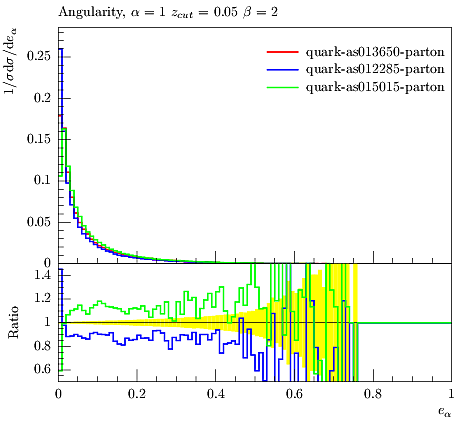 Angularity, α = 1 z_cut = 0.05 β = 2
1/σdσ/de_α
quark-as013650-parton
quark-as012285-parton
quark-as015015-parton
0.25
0.2
0.15
0.1
0.05
0
Ratio
1.4
1.2
1
0.8
0.6
0 0.2 0.4 0.6 0.8 1
e_α